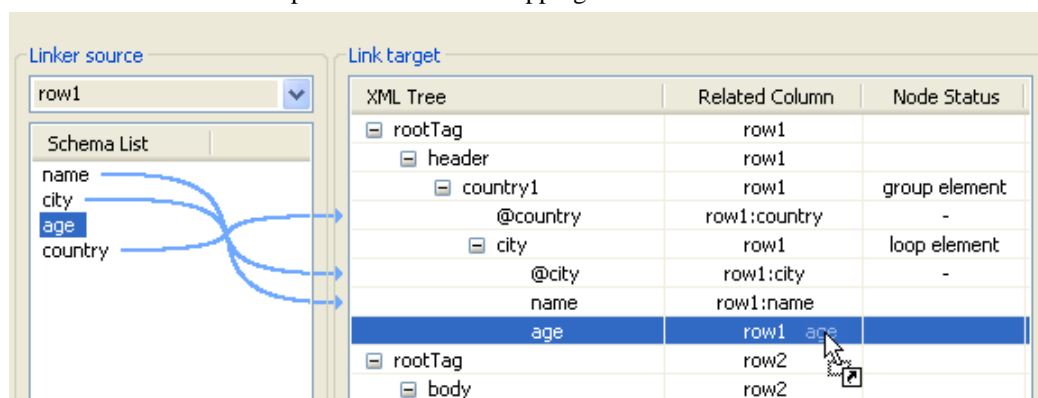 Linker source
row1
Schema List
name
city
age
country
Link target
XML Tree Related Column Node Status
rootTag row1
header row1
country1 row1 group element
@country row1:country -
city row1 loop element
@city row1:city -
name row1:name
age row1 age
rootTag row2
body row2